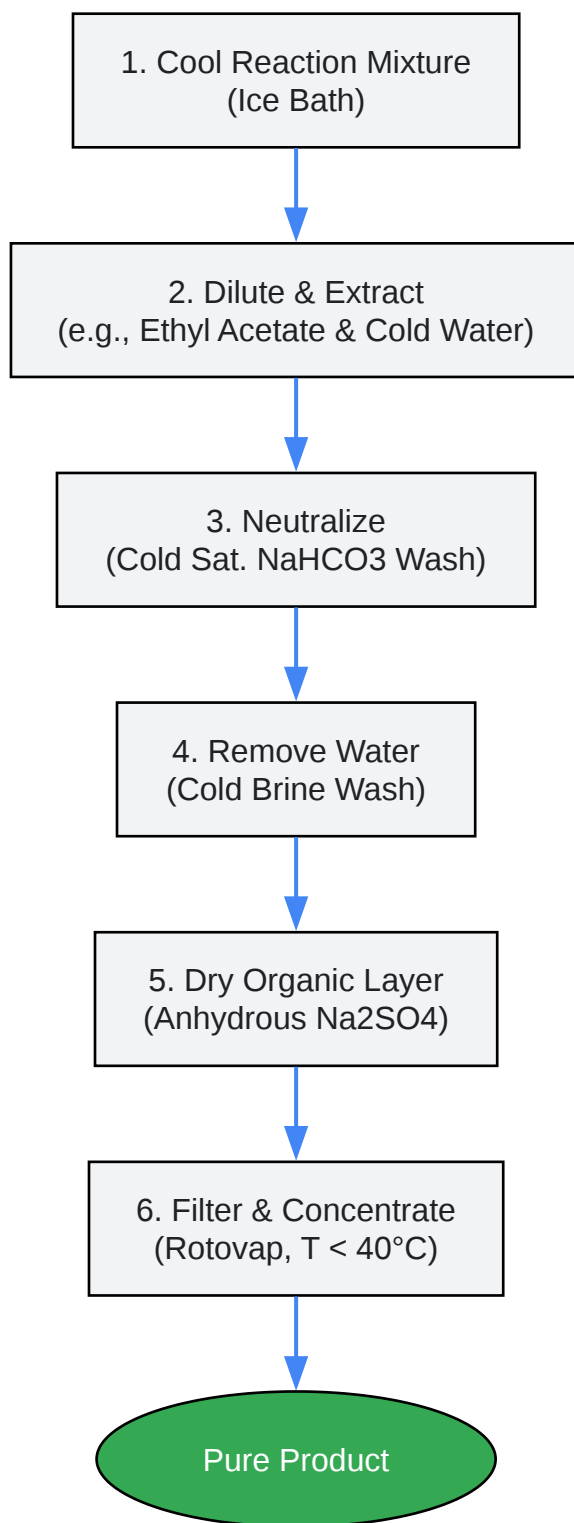 1. Cool Reaction Mixture
(Ice Bath)
2. Dilute & Extract
(e.g., Ethyl Acetate & Cold Water)
3. Neutralize
(Cold Sat. NaHCO3 Wash)
4. Remove Water
(Cold Brine Wash)
5. Dry Organic Layer
(Anhydrous Na2SO4)
6. Filter & Concentrate
(Rotovap, T < 40°C)
Pure Product